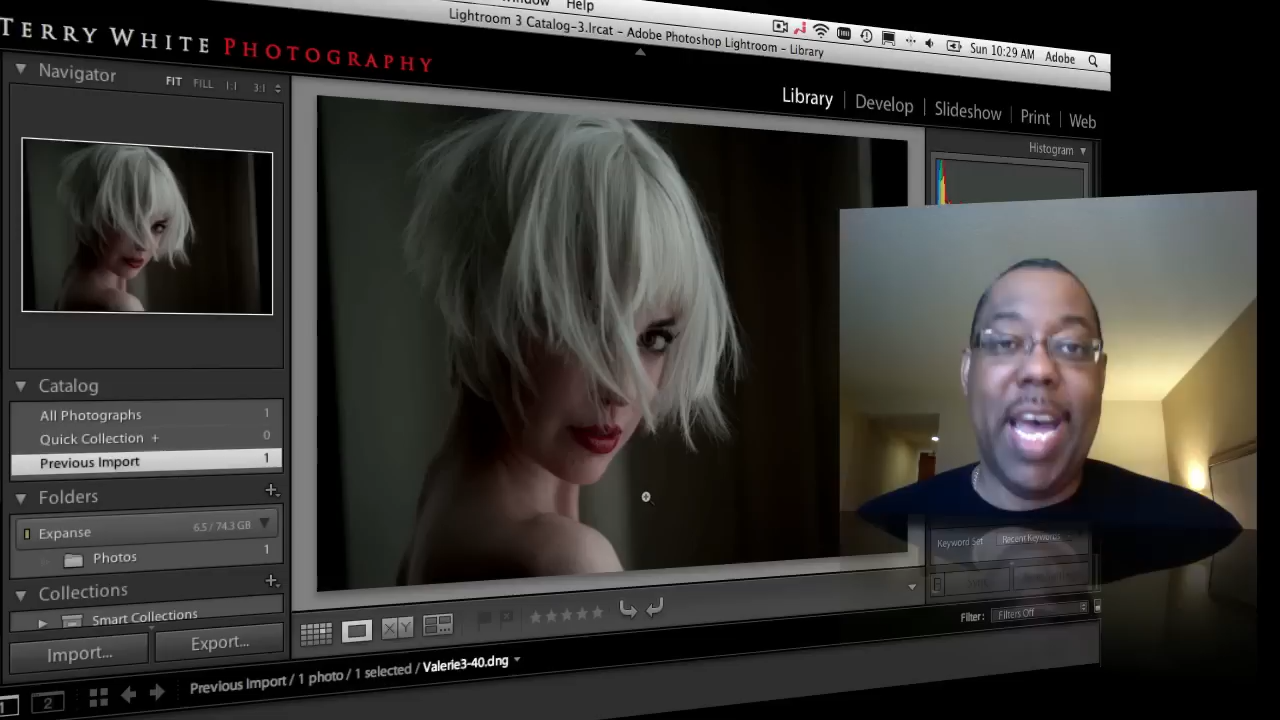 Window Help
Lightroom 3 Catalog-3.lrcat - Adobe Photoshop Lightroom - Library
Sun 10:29 AM Adobe
TERRY WHITE PHOTOGRAPHY
Library | Develop | Slideshow | Print | Web
Navigator FIT FILL 1:1 3:1
Histogram
Catalog
All Photographs 1
Quick Collection + 0
Previous Import 1
Folders +
Expanse 6.5 / 74.3 GB
Photos 1
Collections +
Smart Collections
Import... Export...
XY
Keyword Set Recent Keywords
Filter: Filters Off
1 2 Previous Import / 1 photo / 1 selected / Valerie3-40.dng